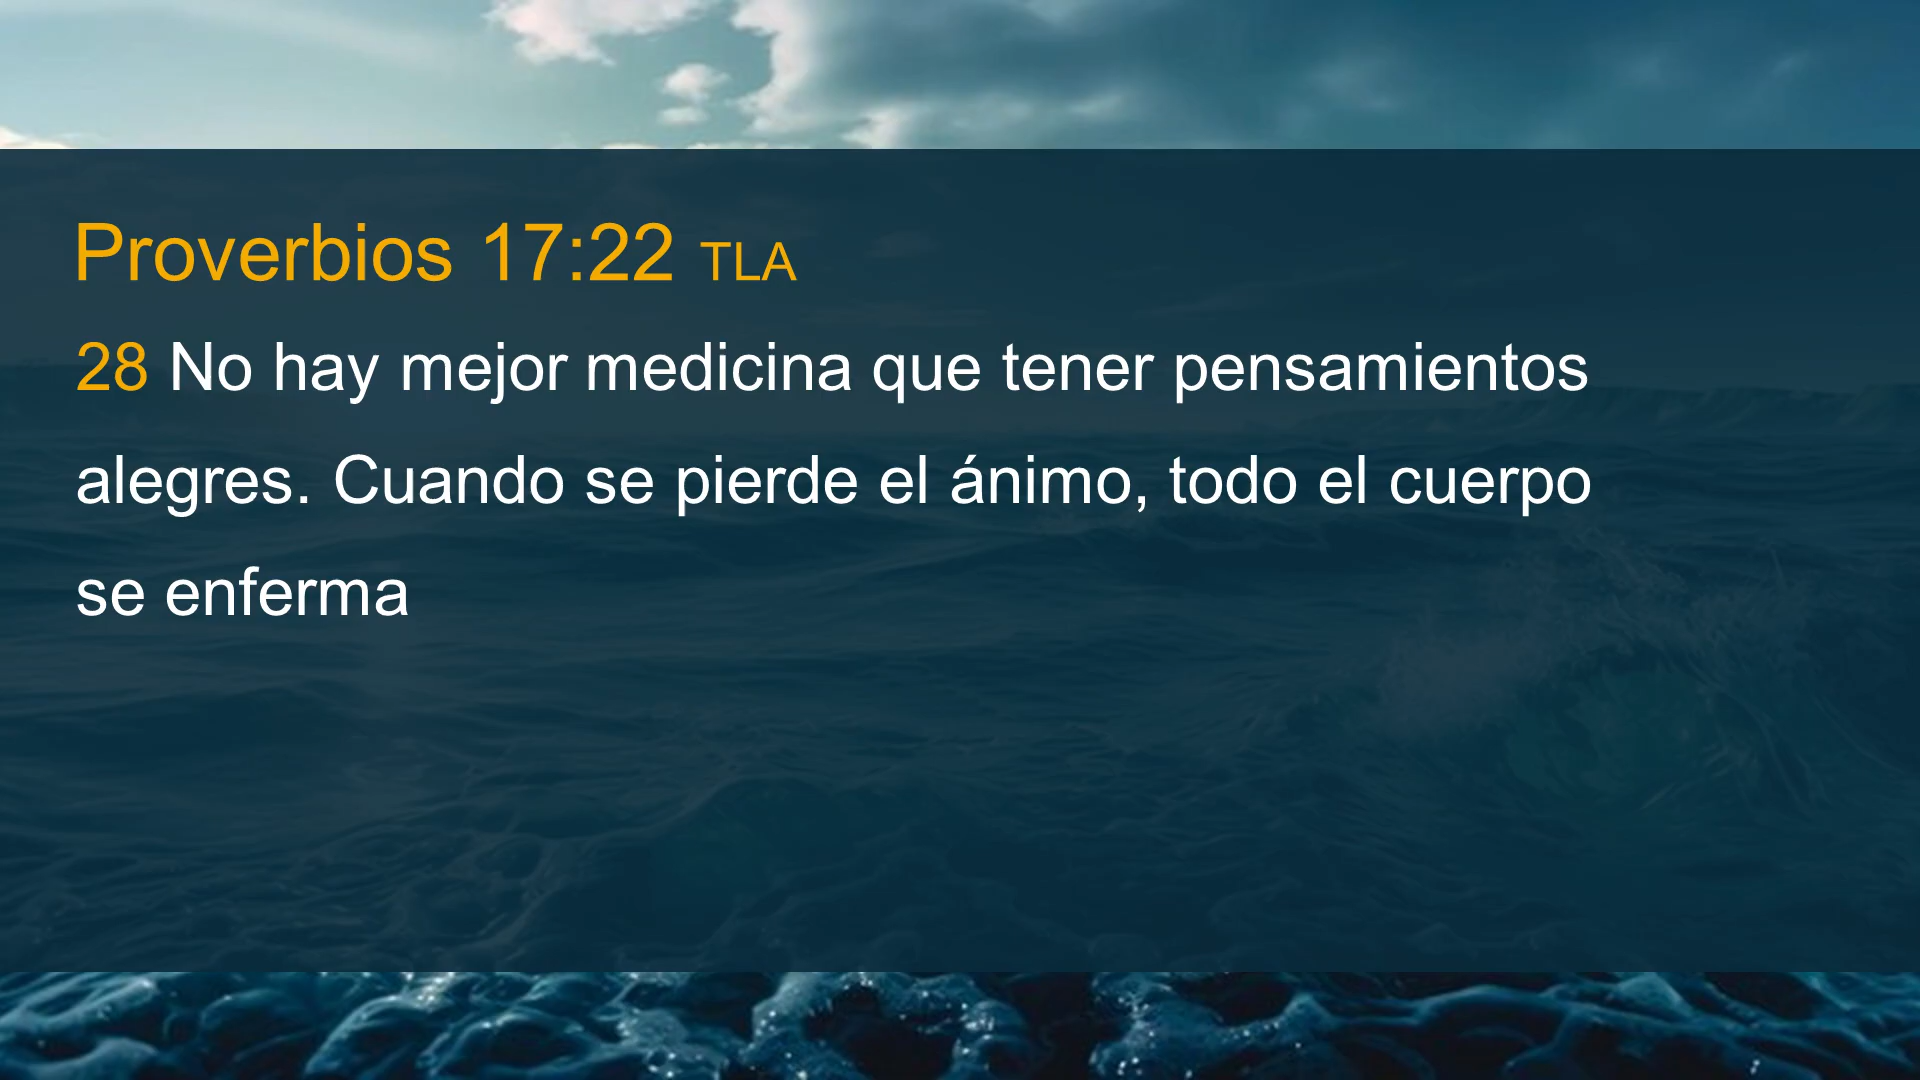 Proverbios 17:22 TLA
28 No hay mejor medicina que tener pensamientos
alegres. Cuando se pierde el ánimo, todo el cuerpo
se enferma